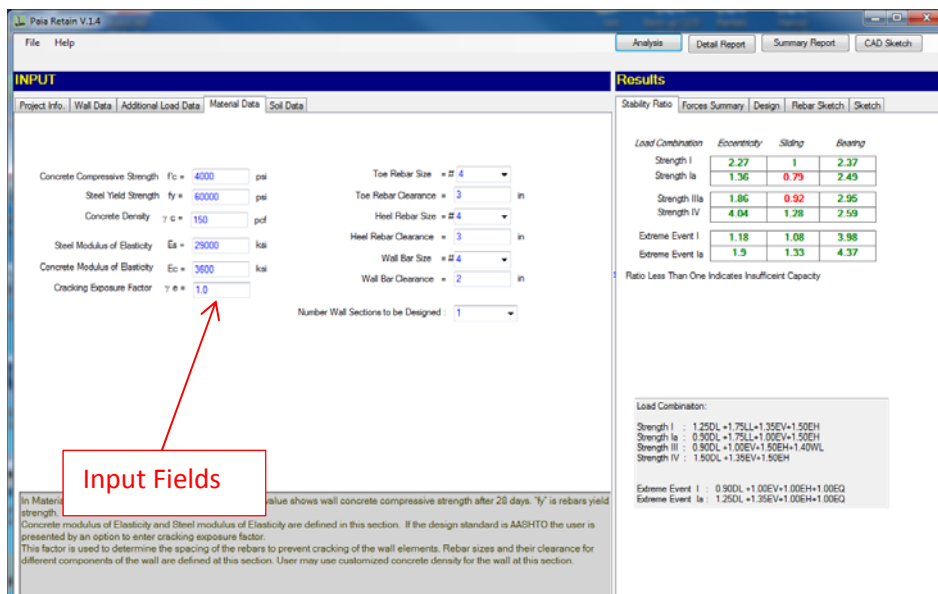 Paia Retain V.1.4
File Help
Analysis Detail Report Summary Report CAD Sketch
INPUT
Project Info. Wall Data Additional Load Data Material Data Soil Data
Concrete Compressive Strength f'c = 4000 psi
Steel Yield Strength fy = 60000 psi
Concrete Density γ c = 150 pcf
Steel Modulus of Elasticity Es = 29000 ksi
Concrete Modulus of Elasticity Ec = 3600 ksi
Cracking Exposure Factor γ e = 1.0
Toe Rebar Size = # 4
Toe Rebar Clearance = 3 in
Heel Rebar Size = # 4
Heel Rebar Clearance = 3 in
Wall Bar Size = # 4
Wall Bar Clearance = 2 in
Number Wall Sections to be Designed : 1
Input Fields
In Material value shows wall concrete compressive strength after 28 days. "fy" is rebars yield
strength.
Concrete modulus of Elasticity and Steel modulus of Elasticity are defined in this section. If the design standard is AASHTO the user is
presented by an option to enter cracking exposure factor.
This factor is used to determine the spacing of the rebars to prevent cracking of the wall elements. Rebar sizes and their clearance for
different components of the wall are defined at this section. User may use customized concrete density for the wall at this section.
Results
Stability Ratio Forces Summary Design Rebar Sketch Sketch
Load Combination Eccentricity Sliding Bearing
Strength I 2.27 1 2.37
Strength Ia 1.36 0.79 2.49
Strength IIIa 1.86 0.92 2.95
Strength IV 4.04 1.28 2.59
Extreme Event I 1.18 1.08 3.98
Extreme Event Ia 1.9 1.33 4.37
Ratio Less Than One Indicates Insufficeint Capacity
Load Combinaiton:
Strength I : 1.25DL +1.75LL+1.35EV+1.50EH
Strength Ia : 0.90DL +1.75LL+1.00EV+1.50EH
Strength III : 0.90DL +1.00EV+1.50EH+1.40WL
Strength IV : 1.50DL +1.35EV+1.50EH
Extreme Event I : 0.90DL +1.00EV+1.00EH+1.00EQ
Extreme Event Ia : 1.25DL +1.35EV+1.00EH+1.00EQ